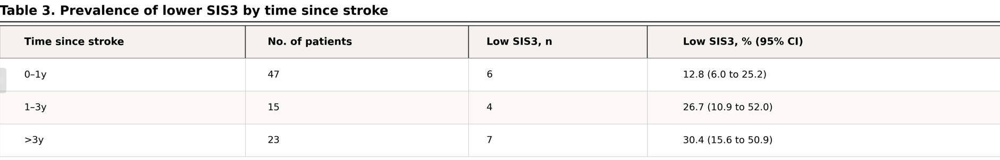 Table 3. Prevalence of lower SIS3 by time since stroke
Time since stroke No. of patients Low SIS3, n Low SIS3, % (95% CI)
0–1y 47 6 12.8 (6.0 to 25.2)
1–3y 15 4 26.7 (10.9 to 52.0)
>3y 23 7 30.4 (15.6 to 50.9)